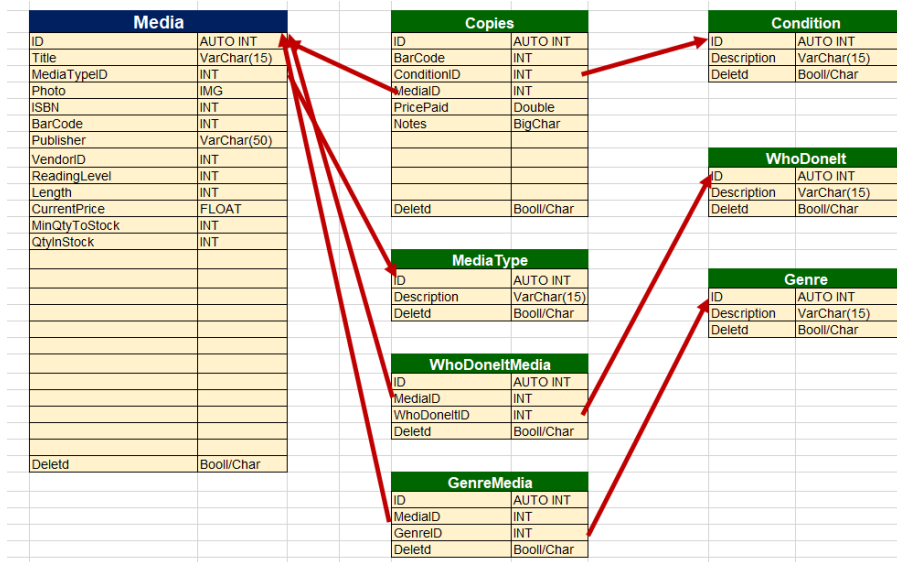 Media
ID AUTO INT
Title VarChar(15)
MediaTypeID INT
Photo IMG
ISBN INT
BarCode INT
Publisher VarChar(50)
VendorID INT
ReadingLevel INT
Length INT
CurrentPrice FLOAT
MinQtyToStock INT
QtyInStock INT
Deletd Booll/Char
Copies
ID AUTO INT
BarCode INT
ConditionID INT
MediaID INT
PricePaid Double
Notes BigChar
Deletd Booll/Char
MediaType
ID AUTO INT
Description VarChar(15)
Deletd Booll/Char
WhoDoneItMedia
ID AUTO INT
MediaID INT
WhoDoneItID INT
Deletd Booll/Char
GenreMedia
ID AUTO INT
MediaID INT
GenreID INT
Deletd Booll/Char
Condition
ID AUTO INT
Description VarChar(15)
Deletd Booll/Char
WhoDoneIt
ID AUTO INT
Description VarChar(15)
Deletd Booll/Char
Genre
ID AUTO INT
Description VarChar(15)
Deletd Booll/Char